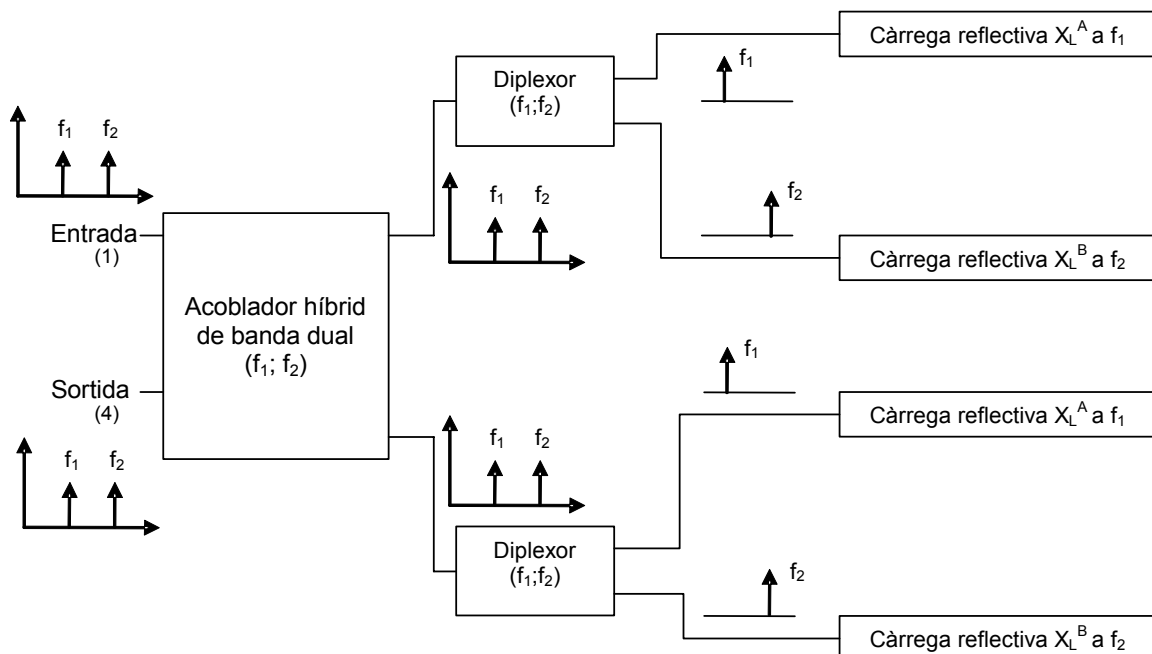 Càrrega reflectiva X_L^A a f₁
Diplexor
(f₁;f₂)
f₁
f₁ f₂
f₂
f₁ f₂
Entrada
(1)
Càrrega reflectiva X_L^B a f₂
Acoblador híbrid
de banda dual
(f₁; f₂)
f₁
Sortida
(4)
Càrrega reflectiva X_L^A a f₁
f₁ f₂
f₁ f₂
Diplexor
(f₁;f₂)
f₂
Càrrega reflectiva X_L^B a f₂